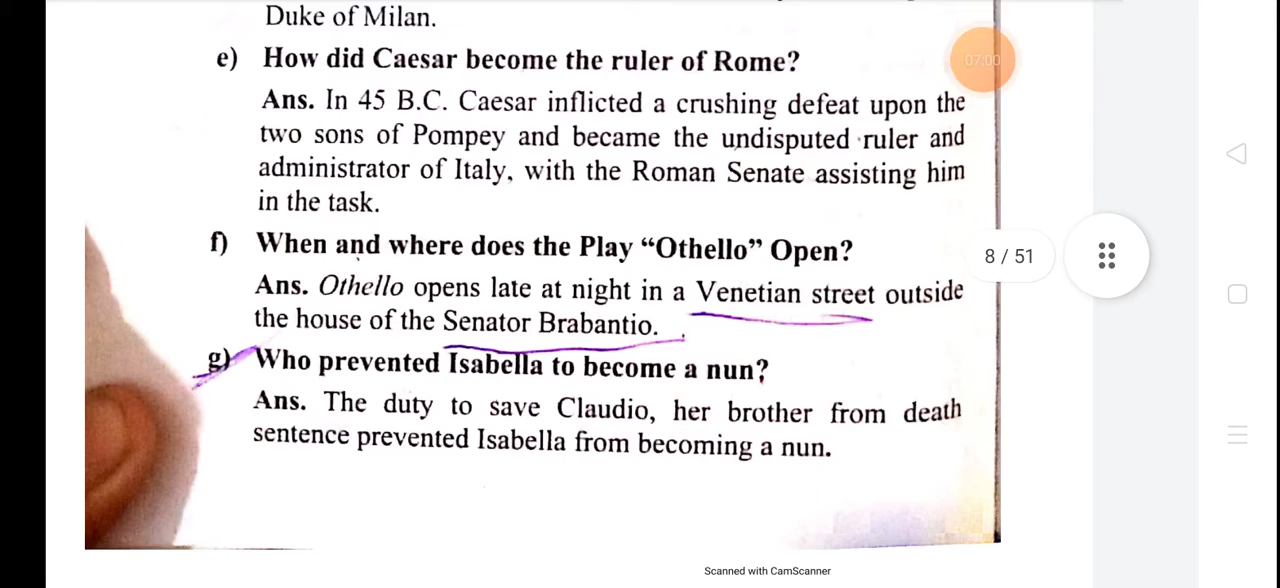 Duke of Milan.
e) How did Caesar become the ruler of Rome?
07:00
Ans. In 45 B.C. Caesar inflicted a crushing defeat upon the
two sons of Pompey and became the undisputed ruler and
administrator of Italy, with the Roman Senate assisting him
in the task.
f) When and where does the Play “Othello” Open?
8 / 51
Ans. Othello opens late at night in a Venetian street outside
the house of the Senator Brabantio.
g) Who prevented Isabella to become a nun?
Ans. The duty to save Claudio, her brother from death
sentence prevented Isabella from becoming a nun.
Scanned with CamScanner